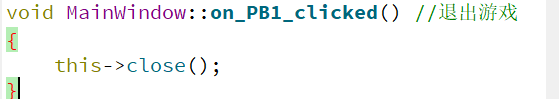 void MainWindow::on_PB1_clicked() //退出游戏
{
    this->close();
}